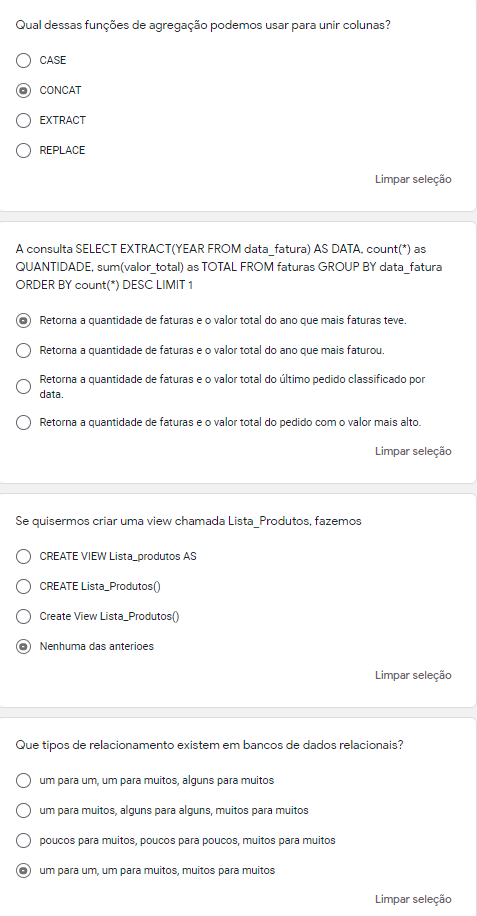 Qual dessas funções de agregação podemos usar para unir colunas?
CASE
CONCAT
EXTRACT
REPLACE
Limpar seleção
A consulta SELECT EXTRACT(YEAR FROM data_fatura) AS DATA, count(*) as
QUANTIDADE, sum(valor_total) as TOTAL FROM faturas GROUP BY data_fatura
ORDER BY count(*) DESC LIMIT 1
Retorna a quantidade de faturas e o valor total do ano que mais faturas teve.
Retorna a quantidade de faturas e o valor total do ano que mais faturou.
Retorna a quantidade de faturas e o valor total do último pedido classificado por
data.
Retorna a quantidade de faturas e o valor total do pedido com o valor mais alto.
Limpar seleção
Se quisermos criar uma view chamada Lista_Produtos, fazemos
CREATE VIEW Lista_produtos AS
CREATE Lista_Produtos()
Create View Lista_Produtos()
Nenhuma das anterioes
Limpar seleção
Que tipos de relacionamento existem em bancos de dados relacionais?
um para um, um para muitos, alguns para muitos
um para muitos, alguns para alguns, muitos para muitos
poucos para muitos, poucos para poucos, muitos para muitos
um para um, um para muitos, muitos para muitos
Limpar seleção